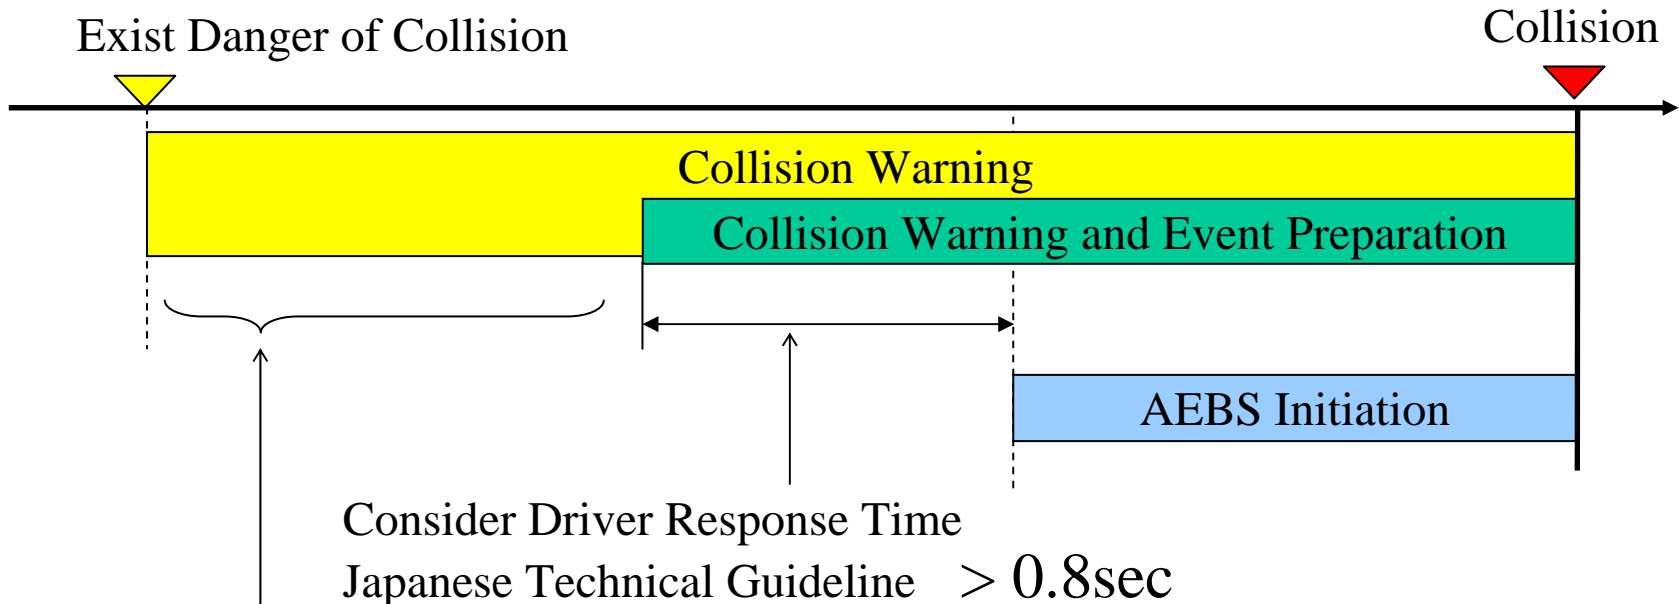 Exist Danger of Collision
Collision
Collision Warning
Collision Warning and Event Preparation
AEBS Initiation
Consider Driver Response Time
Japanese Technical Guideline > 0.8sec